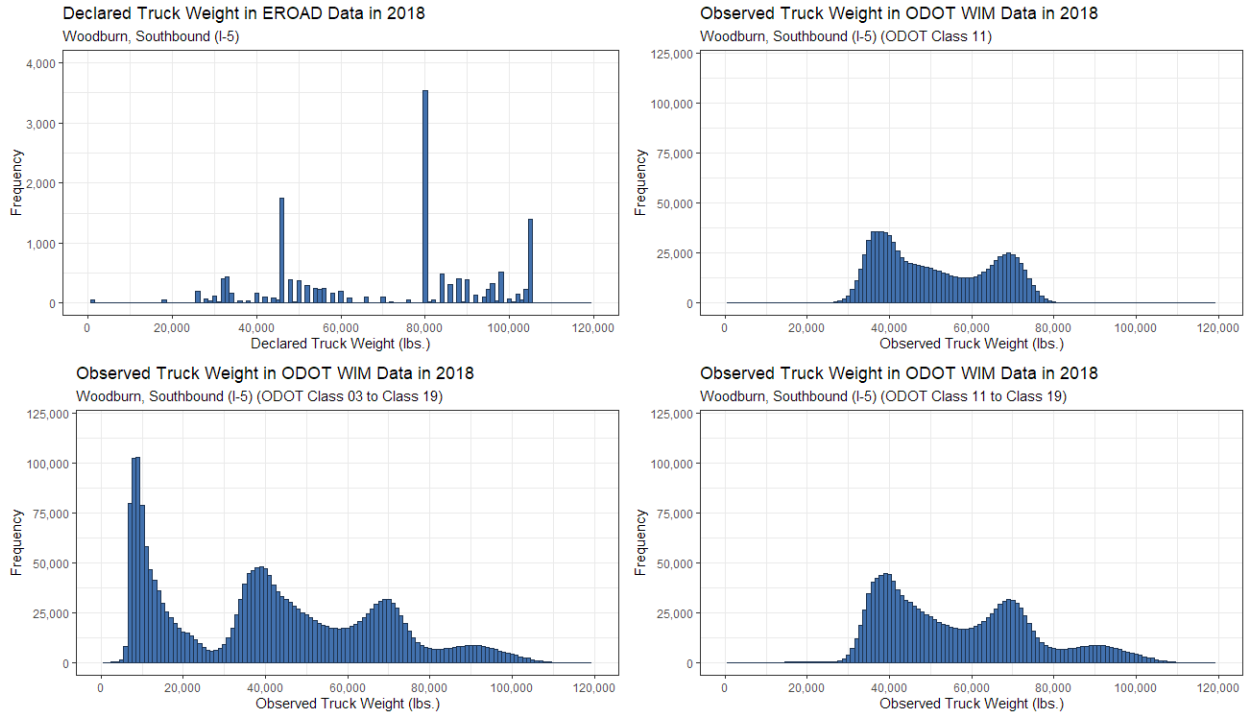 Declared Truck Weight in EROAD Data in 2018
Woodburn, Southbound (I-5)
4,000
3,000
2,000
1,000
0
Frequency
0 20,000 40,000 60,000 80,000 100,000 120,000
Declared Truck Weight (lbs.)
Observed Truck Weight in ODOT WIM Data in 2018
Woodburn, Southbound (I-5) (ODOT Class 11)
125,000
100,000
75,000
50,000
25,000
0
Frequency
0 20,000 40,000 60,000 80,000 100,000 120,000
Observed Truck Weight (lbs.)
Observed Truck Weight in ODOT WIM Data in 2018
Woodburn, Southbound (I-5) (ODOT Class 03 to Class 19)
125,000
100,000
75,000
50,000
25,000
0
Frequency
0 20,000 40,000 60,000 80,000 100,000 120,000
Observed Truck Weight (lbs.)
Observed Truck Weight in ODOT WIM Data in 2018
Woodburn, Southbound (I-5) (ODOT Class 11 to Class 19)
125,000
100,000
75,000
50,000
25,000
0
Frequency
0 20,000 40,000 60,000 80,000 100,000 120,000
Observed Truck Weight (lbs.)